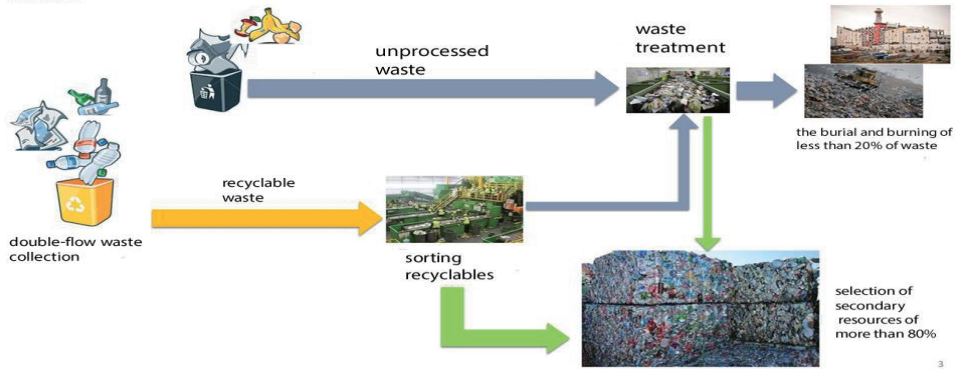 unprocessed
waste
waste
treatment
the burial and burning of
less than 20% of waste
recyclable
waste
double-flow waste
collection
sorting
recyclables
selection of
secondary
resources of
more than 80%
3